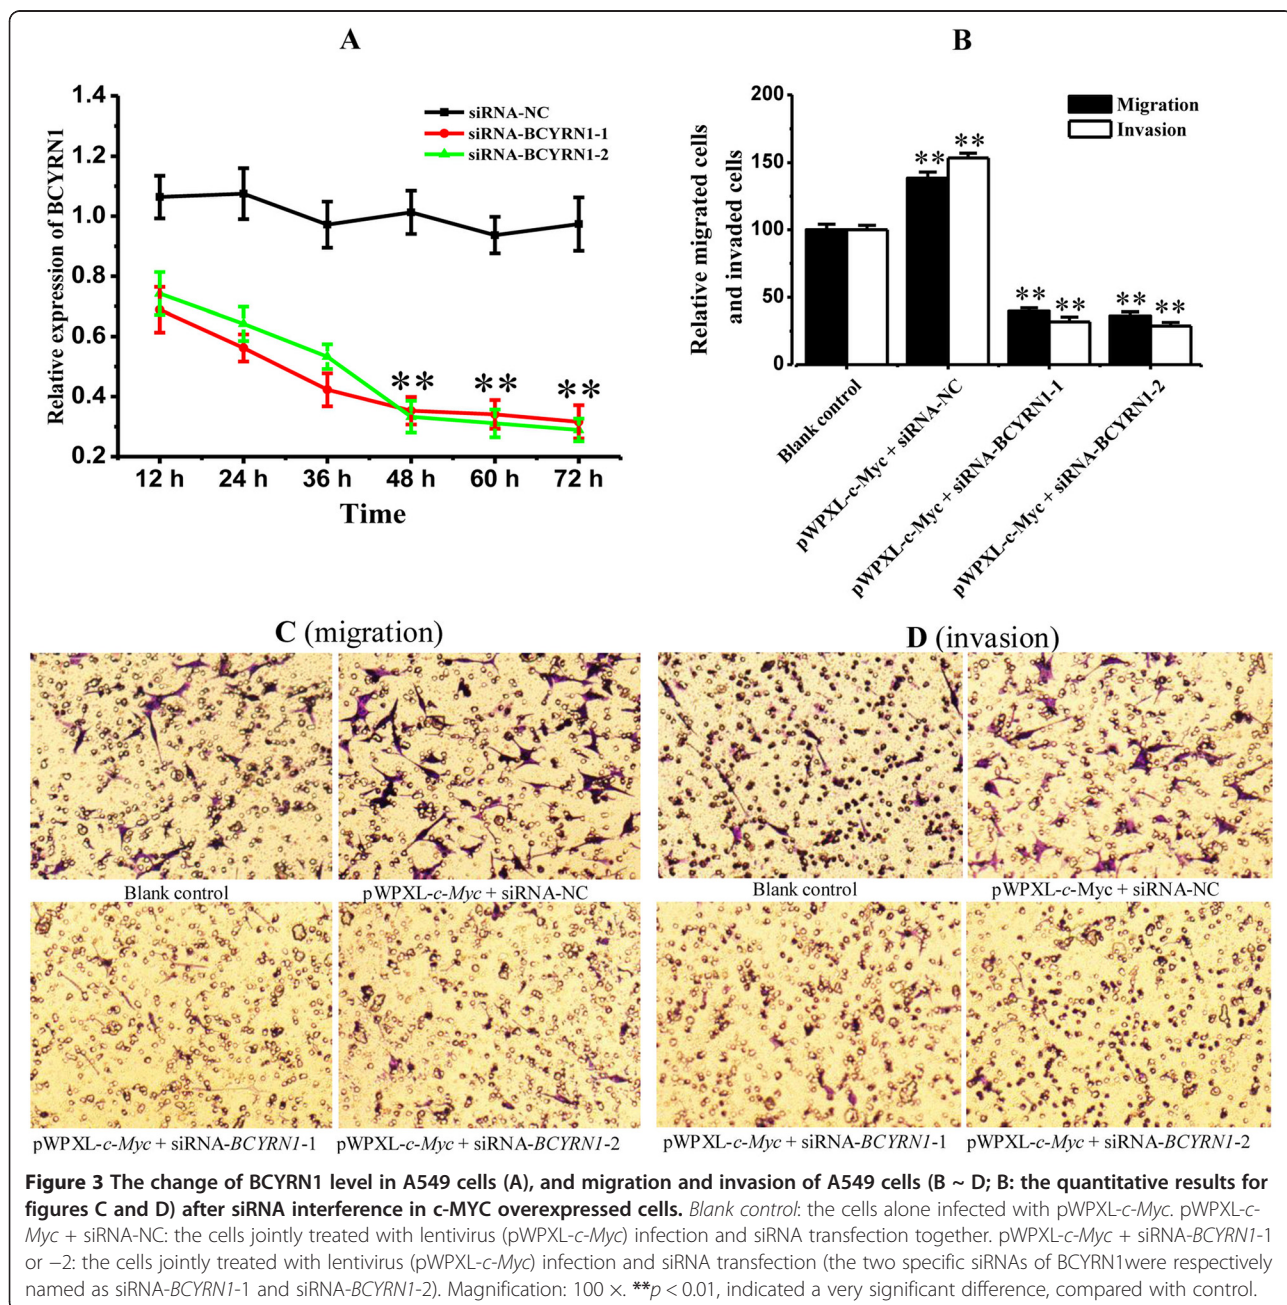 A
B
1.4
1.2
1.0
0.8
0.6
0.4
0.2
Relative expression of BCYRN1
siRNA-NC
siRNA-BCYRN1-1
siRNA-BCYRN1-2
** ** **
12 h 24 h 36 h 48 h 60 h 72 h
Time
200
150
100
50
0
Relative migrated cells
and invaded cells
Migration
Invasion
** **
** ** ** **
Blank control
pWPXL-c-Myc + siRNA-NC
pWPXL-c-Myc + siRNA-BCYRN1-1
pWPXL-c-Myc + siRNA-BCYRN1-2
C (migration)
D (invasion)
Blank control
pWPXL-c-Myc + siRNA-NC
Blank control
pWPXL-c-Myc + siRNA-NC
pWPXL-c-Myc + siRNA-BCYRN1-1
pWPXL-c-Myc + siRNA-BCYRN1-2
pWPXL-c-Myc + siRNA-BCYRN1-1
pWPXL-c-Myc + siRNA-BCYRN1-2
Figure 3 The change of BCYRN1 level in A549 cells (A), and migration and invasion of A549 cells (B ~ D; B: the quantitative results for
figures C and D) after siRNA interference in c-MYC overexpressed cells. Blank control: the cells alone infected with pWPXL-c-Myc. pWPXL-c-
Myc + siRNA-NC: the cells jointly treated with lentivirus (pWPXL-c-Myc) infection and siRNA transfection together. pWPXL-c-Myc + siRNA-BCYRN1-1
or −2: the cells jointly treated with lentivirus (pWPXL-c-Myc) infection and siRNA transfection (the two specific siRNAs of BCYRN1were respectively
named as siRNA-BCYRN1-1 and siRNA-BCYRN1-2). Magnification: 100 ×. **p < 0.01, indicated a very significant difference, compared with control.